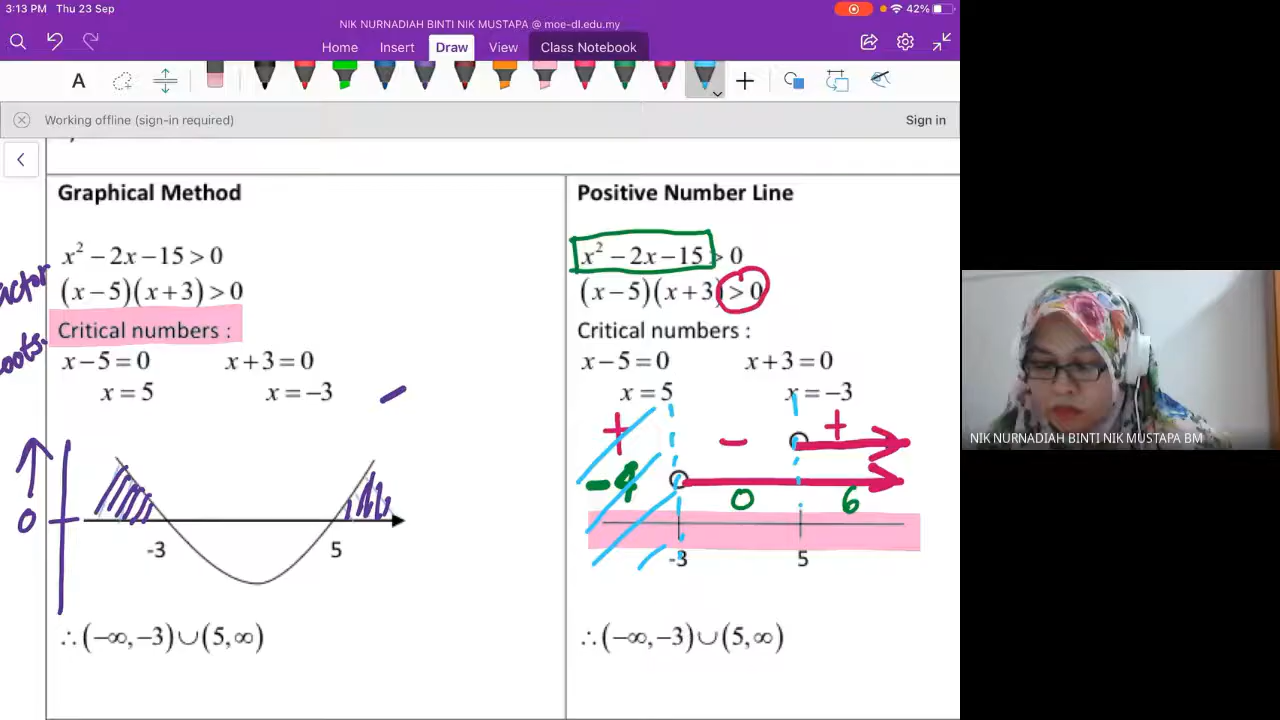 3:13 PM Thu 23 Sep
42%
NIK NURNADIAH BINTI NIK MUSTAPA @ moe-dl.edu.my
Home Insert Draw View Class Notebook
A
Working offline (sign-in required)
Sign in
Graphical Method
x² − 2x − 15 > 0
(x − 5)(x + 3) > 0
Critical numbers :
x − 5 = 0 x + 3 = 0
x = 5 x = −3
0
-3 5
∴ (−∞, −3) ∪ (5, ∞)
Positive Number Line
x² − 2x − 15 > 0
(x − 5)(x + 3) > 0
Critical numbers :
x − 5 = 0 x + 3 = 0
x = 5 x = −3
+ − +
-4 0 6
-3 5
∴ (−∞, −3) ∪ (5, ∞)
NIK NURNADIAH BINTI NIK MUSTAPA BM